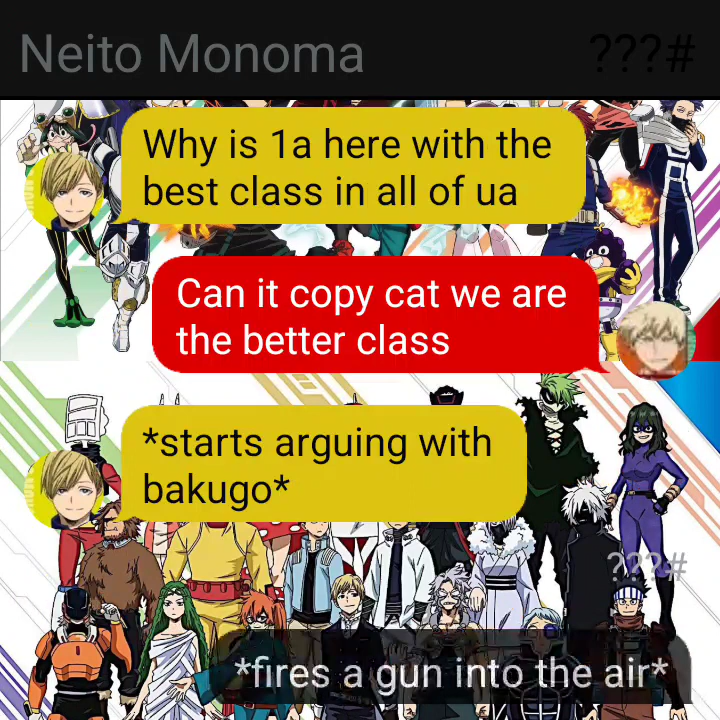 Neito Monoma
???#
Why is 1a here with the
best class in all of ua
Can it copy cat we are
the better class
*starts arguing with
bakugo*
???#
*fires a gun into the air*